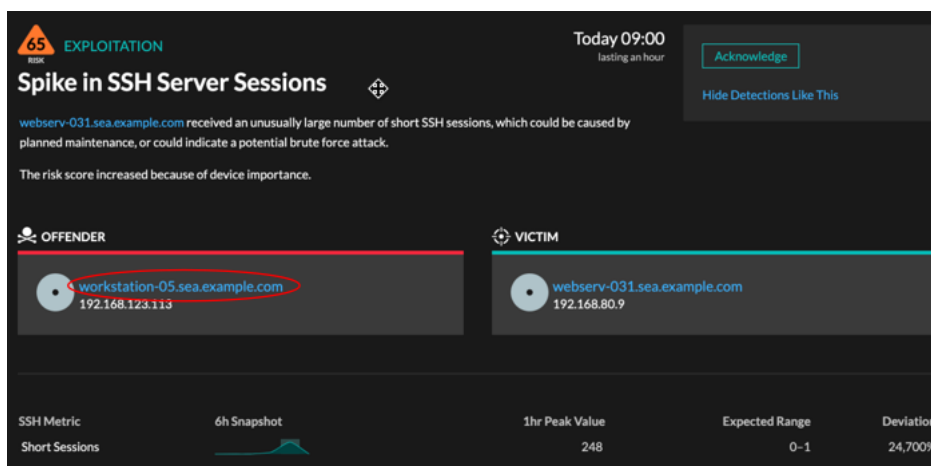 65
RISK
EXPLOITATION
Spike in SSH Server Sessions
Today 09:00
lasting an hour
Acknowledge
Hide Detections Like This
webserv-031.sea.example.com received an unusually large number of short SSH sessions, which could be caused by
planned maintenance, or could indicate a potential brute force attack.
The risk score increased because of device importance.
OFFENDER
workstation-05.sea.example.com
192.168.123.113
VICTIM
webserv-031.sea.example.com
192.168.80.9
SSH Metric 6h Snapshot 1hr Peak Value Expected Range Deviation
Short Sessions 248 0–1 24,700%